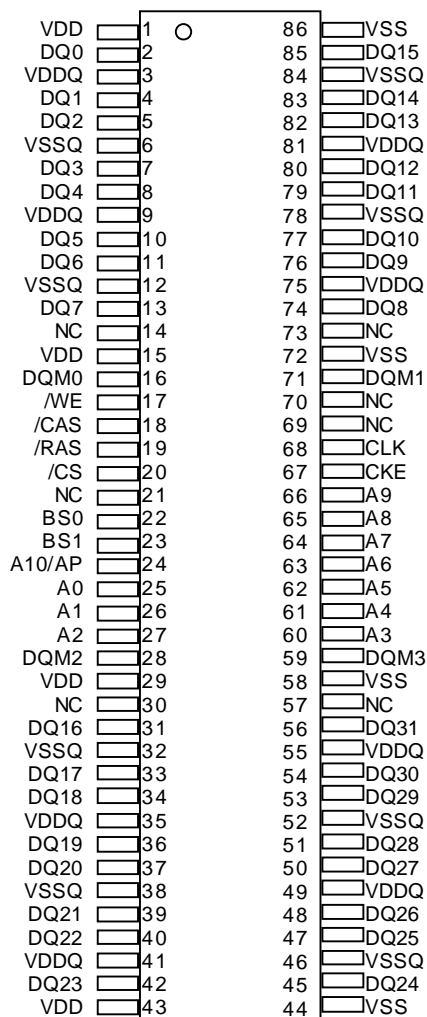 VDD 1 86 VSS
DQ0 2 85 DQ15
VDDQ 3 84 VSSQ
DQ1 4 83 DQ14
DQ2 5 82 DQ13
VSSQ 6 81 VDDQ
DQ3 7 80 DQ12
DQ4 8 79 DQ11
VDDQ 9 78 VSSQ
DQ5 10 77 DQ10
DQ6 11 76 DQ9
VSSQ 12 75 VDDQ
DQ7 13 74 DQ8
NC 14 73 NC
VDD 15 72 VSS
DQM0 16 71 DQM1
/WE 17 70 NC
/CAS 18 69 NC
/RAS 19 68 CLK
/CS 20 67 CKE
NC 21 66 A9
BS0 22 65 A8
BS1 23 64 A7
A10/AP 24 63 A6
A0 25 62 A5
A1 26 61 A4
A2 27 60 A3
DQM2 28 59 DQM3
VDD 29 58 VSS
NC 30 57 NC
DQ16 31 56 DQ31
VSSQ 32 55 VDDQ
DQ17 33 54 DQ30
DQ18 34 53 DQ29
VDDQ 35 52 VSSQ
DQ19 36 51 DQ28
DQ20 37 50 DQ27
VSSQ 38 49 VDDQ
DQ21 39 48 DQ26
DQ22 40 47 DQ25
VDDQ 41 46 VSSQ
DQ23 42 45 DQ24
VDD 43 44 VSS